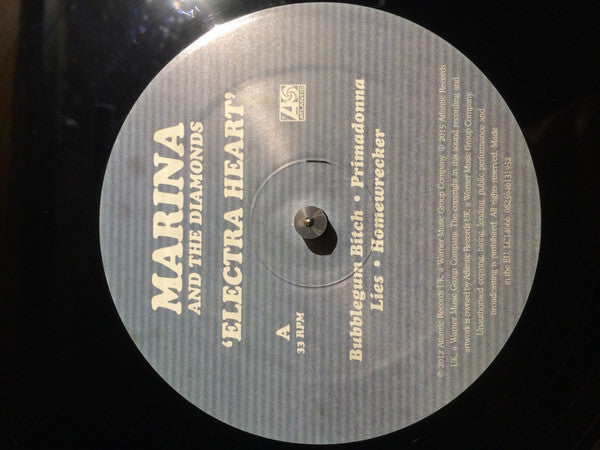 MARINA
AND THE DIAMONDS
'ELECTRA HEART'
ATLANTIC
A
33 RPM
Bubblegum Bitch • Primadonna
Lies • Homewrecker
℗ 2012 Atlantic Records UK, a Warner Music Group Company. © 2015 Atlantic Records
UK, a Warner Music Group Company. The copyright in this sound recording and
artwork is owned by Atlantic Records UK, a Warner Music Group Company.
Unauthorised copying, hiring, lending, public performance and
broadcasting is prohibited. All rights reserved. Made
in the EU. LC14666. 0825646131952